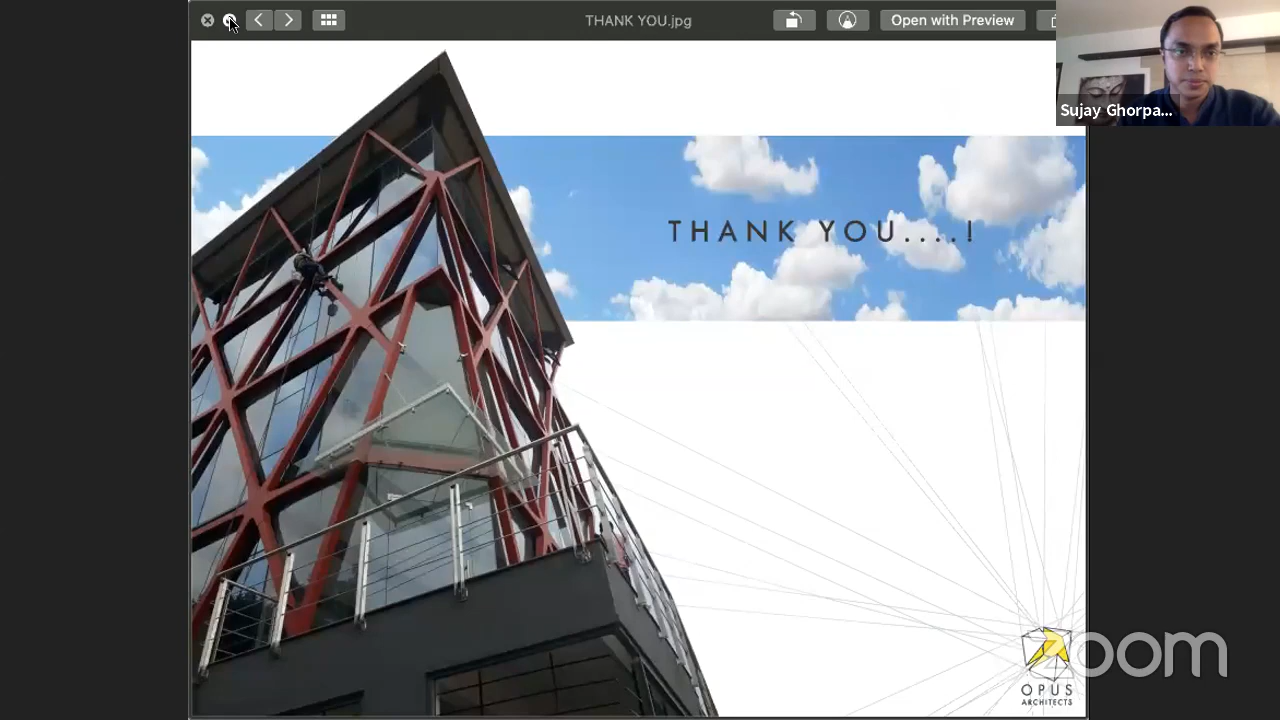 THANK YOU.jpg
Open with Preview
Sujay Ghorpa...
THANK YOU....!
zoom
OPUS
ARCHITECTS